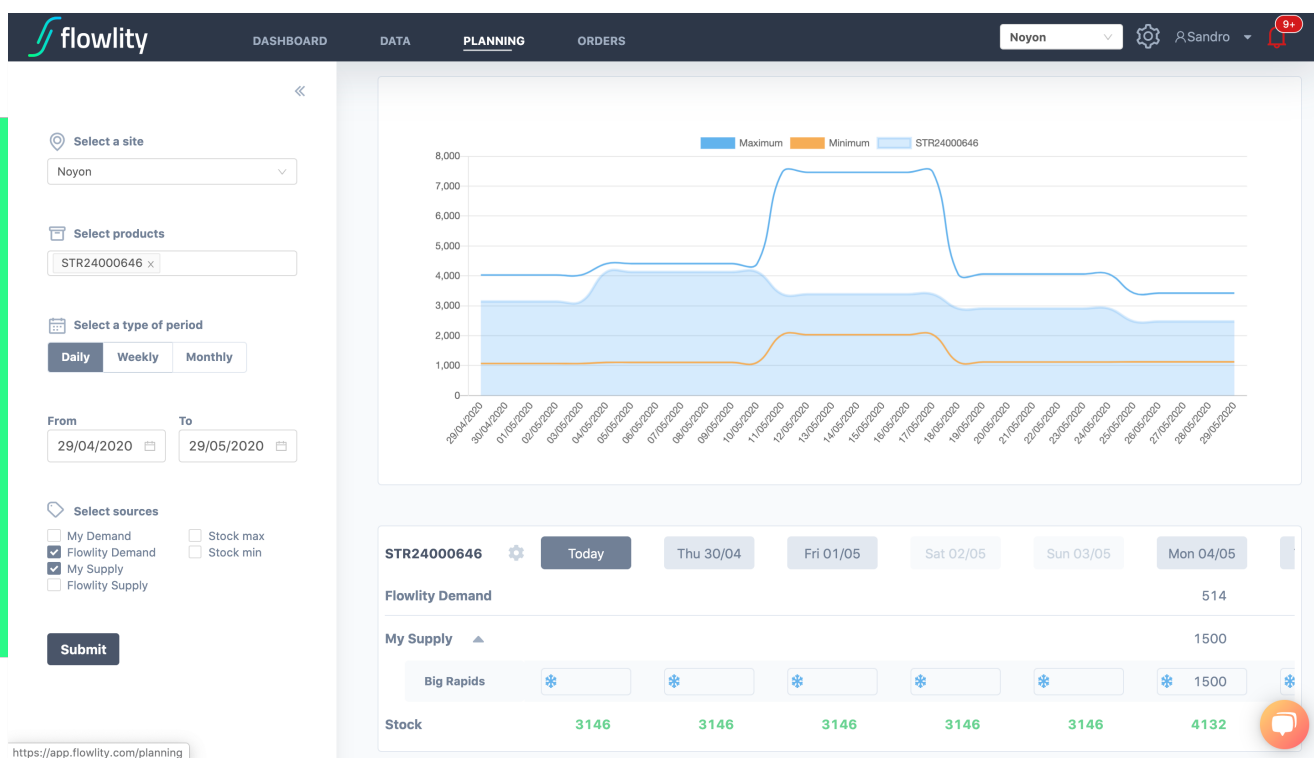 flowlity
DASHBOARD DATA PLANNING ORDERS
Noyon
Sandro
9+
Select a site
Noyon
Select products
STR24000646 ×
Select a type of period
Daily Weekly Monthly
From To
29/04/2020 29/05/2020
Select sources
My Demand Stock max
Flowlity Demand Stock min
My Supply
Flowlity Supply
Submit
Maximum Minimum STR24000646
8,000
7,000
6,000
5,000
4,000
3,000
2,000
1,000
0
29/04/2020 30/04/2020 01/05/2020 02/05/2020 03/05/2020 04/05/2020 05/05/2020 06/05/2020 07/05/2020 08/05/2020 09/05/2020 10/05/2020 11/05/2020 12/05/2020 13/05/2020 14/05/2020 15/05/2020 16/05/2020 17/05/2020 18/05/2020 19/05/2020 20/05/2020 21/05/2020 22/05/2020 23/05/2020 24/05/2020 25/05/2020 26/05/2020 27/05/2020 28/05/2020 29/05/2020
STR24000646 Today Thu 30/04 Fri 01/05 Sat 02/05 Sun 03/05 Mon 04/05
Flowlity Demand 514
My Supply 1500
Big Rapids 1500
Stock 3146 3146 3146 3146 3146 4132
https://app.flowlity.com/planning